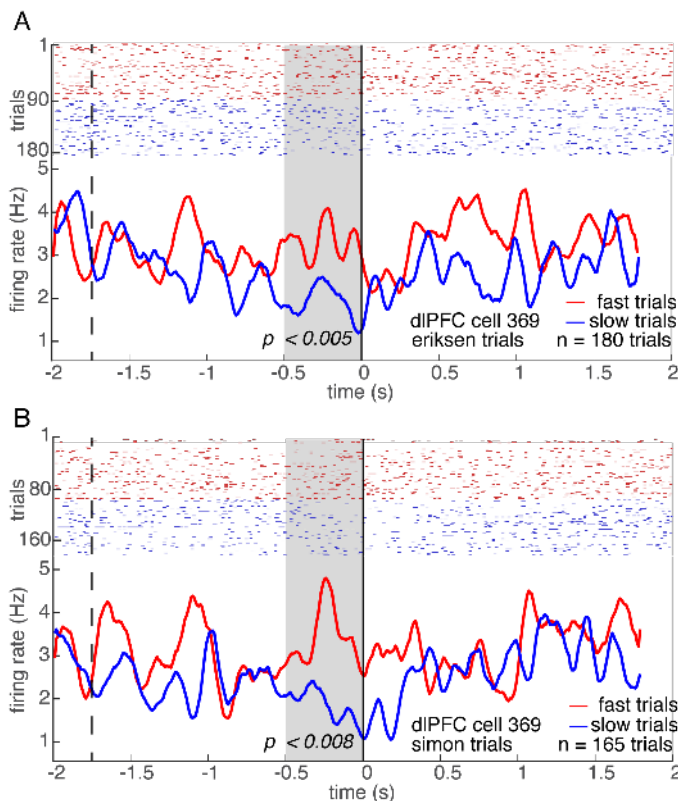 A
1
90
180
trials
5
4
3
2
1
firing rate (Hz)
p < 0.005
dlPFC cell 369
eriksen trials
fast trials
slow trials
n = 180 trials
-2 -1.5 -1 -0.5 0 0.5 1 1.5 2
time (s)
B
1
80
160
trials
5
4
3
2
1
firing rate (Hz)
p < 0.008
dlPFC cell 369
simon trials
fast trials
slow trials
n = 165 trials
-2 -1.5 -1 -0.5 0 0.5 1 1.5 2
time (s)